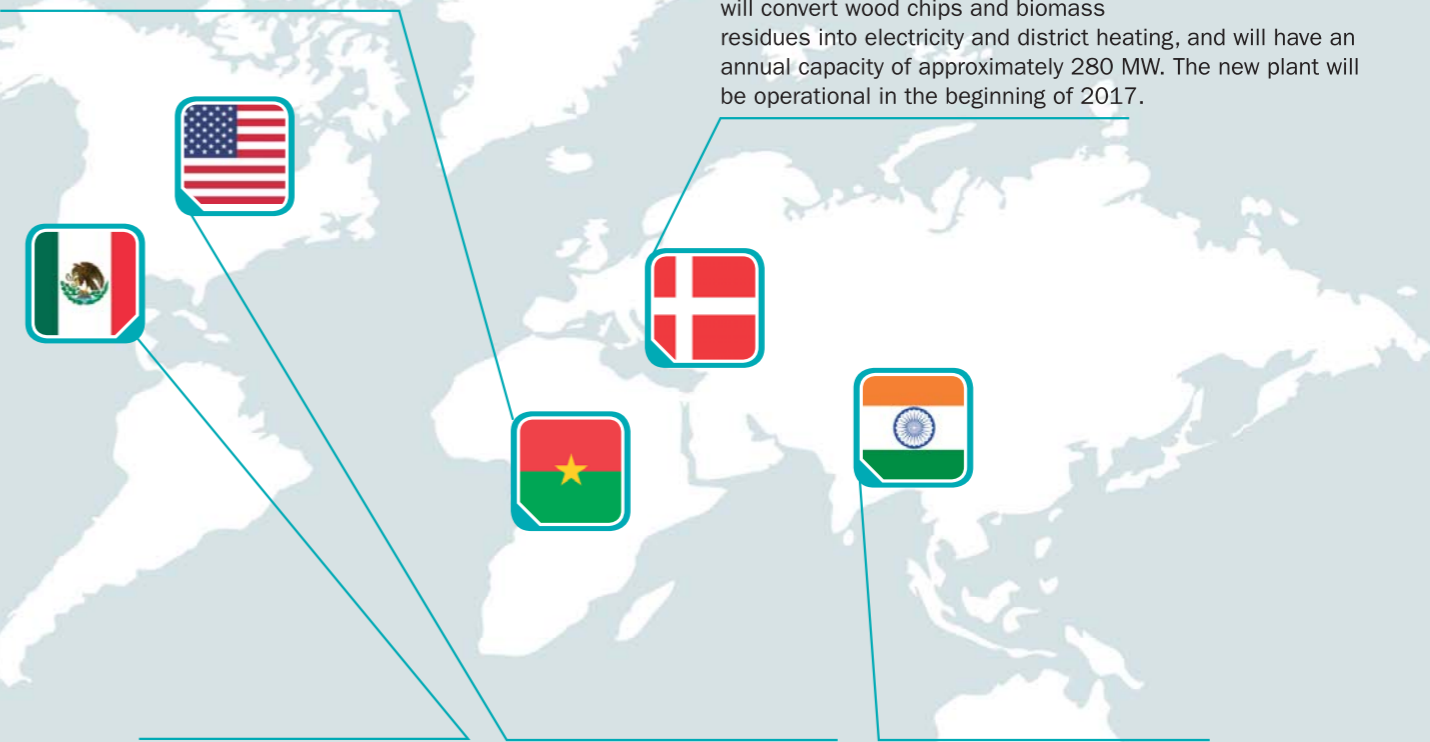 will convert wood chips and biomass
residues into electricity and district heating, and will have an
annual capacity of approximately 280 MW. The new plant will
be operational in the beginning of 2017.